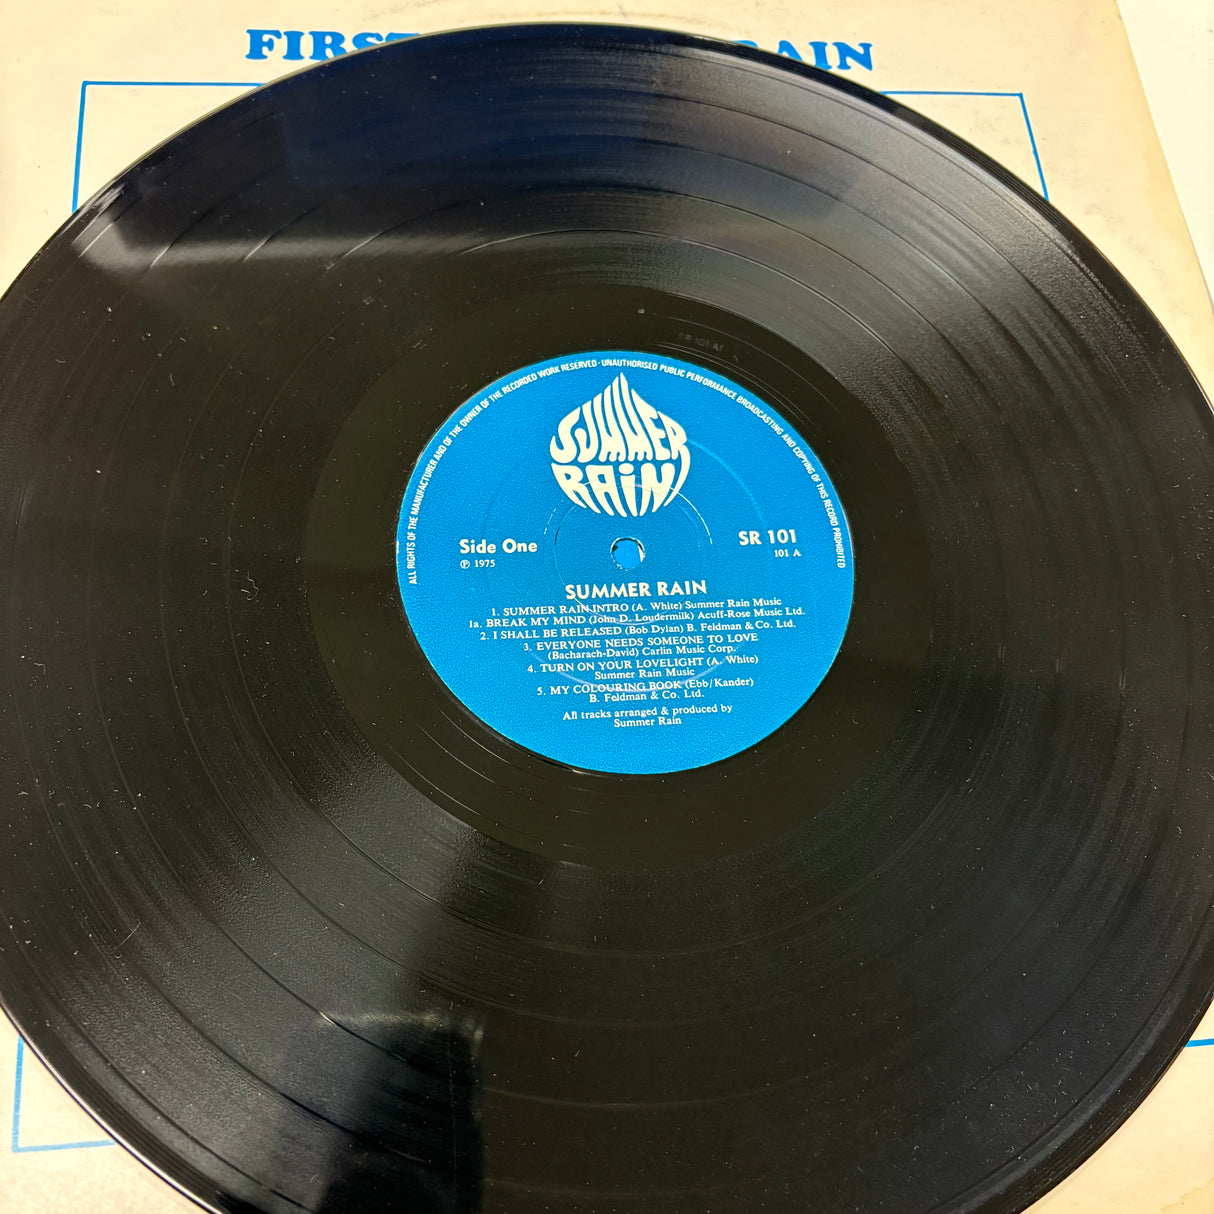 FIRST RAIN
SR 101 A1
ALL RIGHTS OF THE MANUFACTURER AND OF THE OWNER OF THE RECORDED WORK RESERVED · UNAUTHORISED PUBLIC PERFORMANCE BROADCASTING AND COPYING OF THIS RECORD PROHIBITED
SUMMER
RAIN
Side One
℗ 1975
SR 101
101 A
SUMMER RAIN
1. SUMMER RAIN INTRO (A. White) Summer Rain Music
1a. BREAK MY MIND (John D. Loudermilk) Acuff-Rose Music Ltd.
2. I SHALL BE RELEASED (Bob Dylan) B. Feldman & Co. Ltd.
3. EVERYONE NEEDS SOMEONE TO LOVE
(Bacharach-David) Carlin Music Corp.
4. TURN ON YOUR LOVELIGHT (A. White)
Summer Rain Music
5. MY COLOURING BOOK (Ebb/Kander)
B. Feldman & Co. Ltd.
All tracks arranged & produced by
Summer Rain